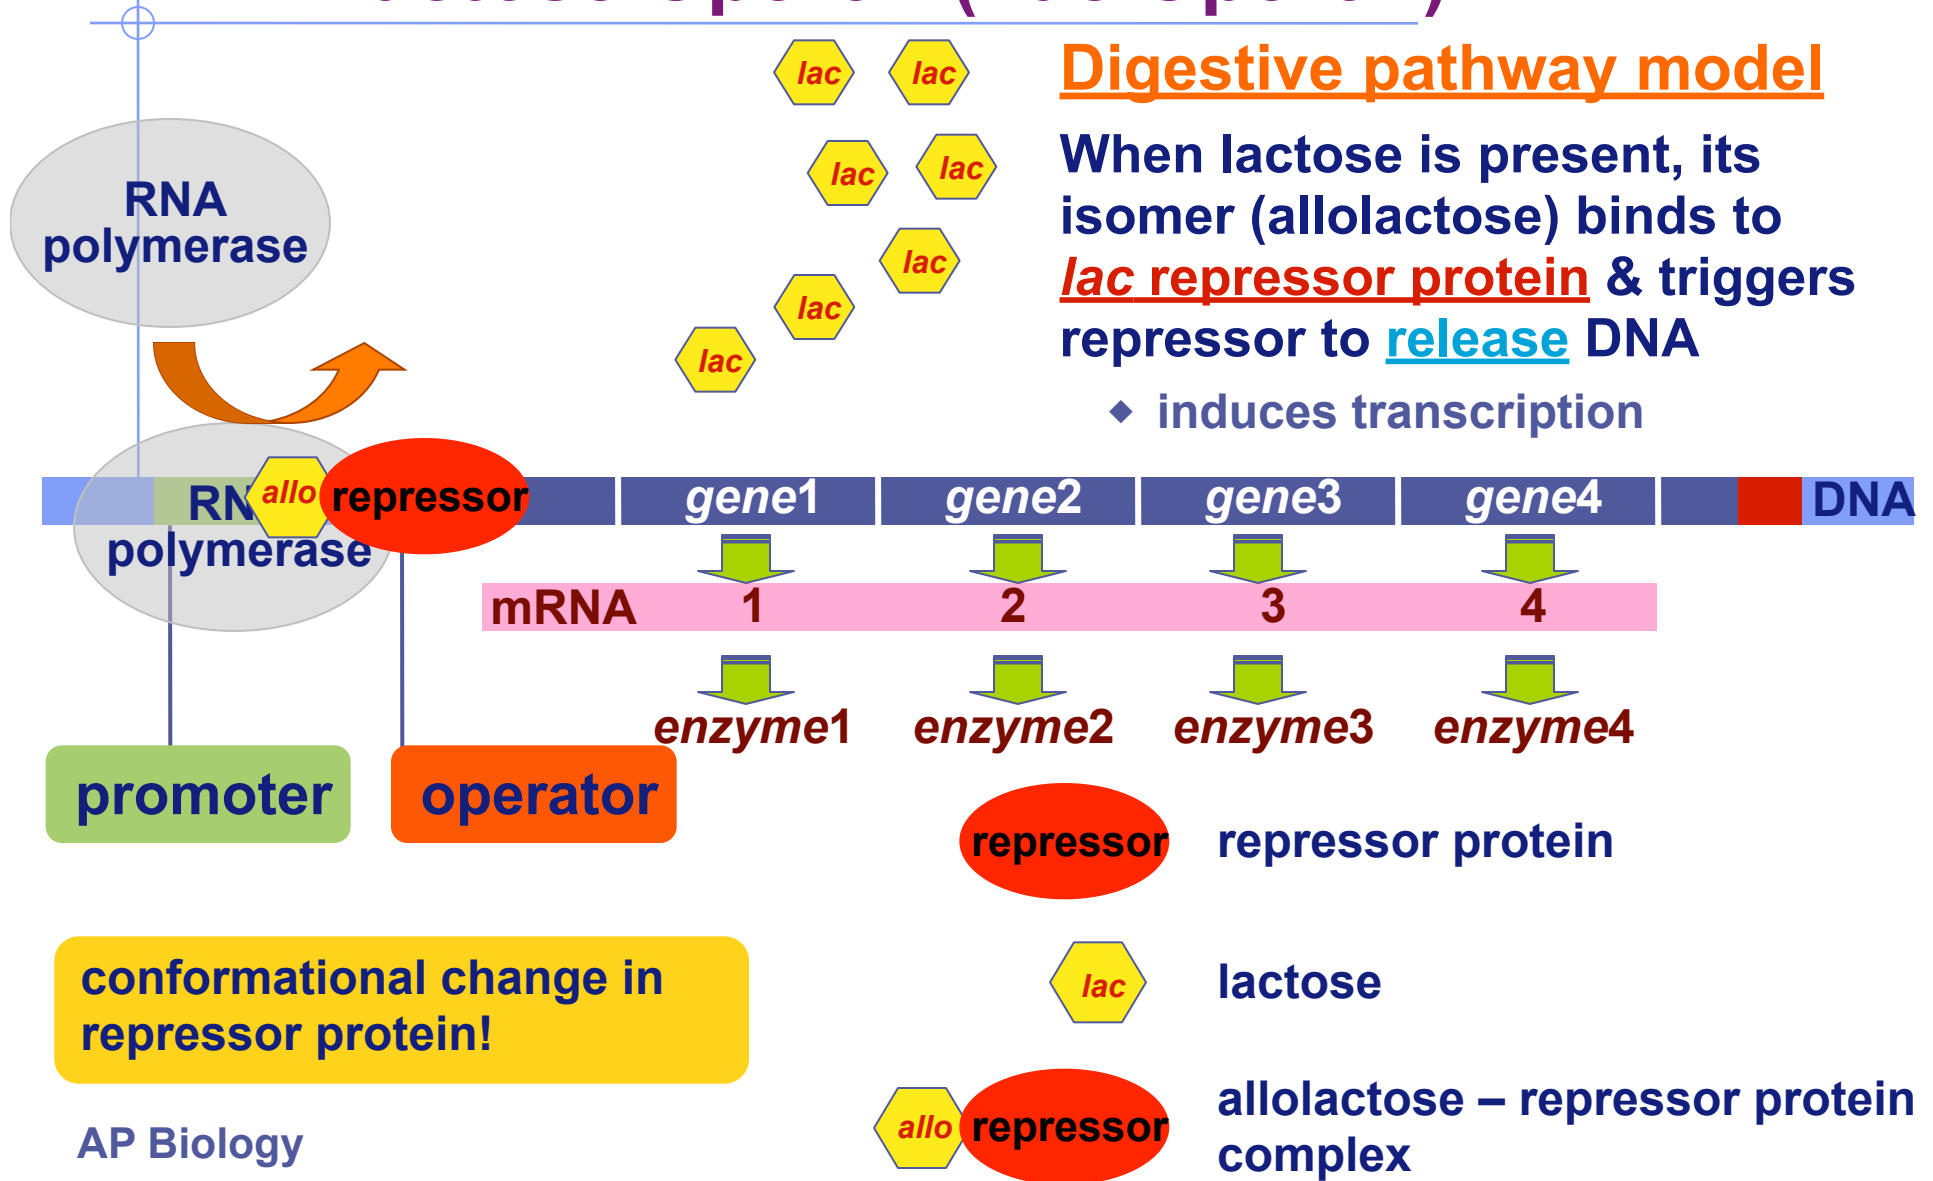 Operon
lac
lac
Digestive pathway model
lac
lac
When lactose is present, its
isomer (allolactose) binds to
lac repressor protein & triggers
repressor to release DNA
RNA
polymerase
lac
lac
lac
◆ induces transcription
RN
polymerase
allo
repressor
gene1
gene2
gene3
gene4
DNA
mRNA
1
2
3
4
enzyme1
enzyme2
enzyme3
enzyme4
promoter
operator
repressor
repressor protein
conformational change in
repressor protein!
lac
lactose
allo
repressor
allolactose – repressor protein
complex
AP Biology